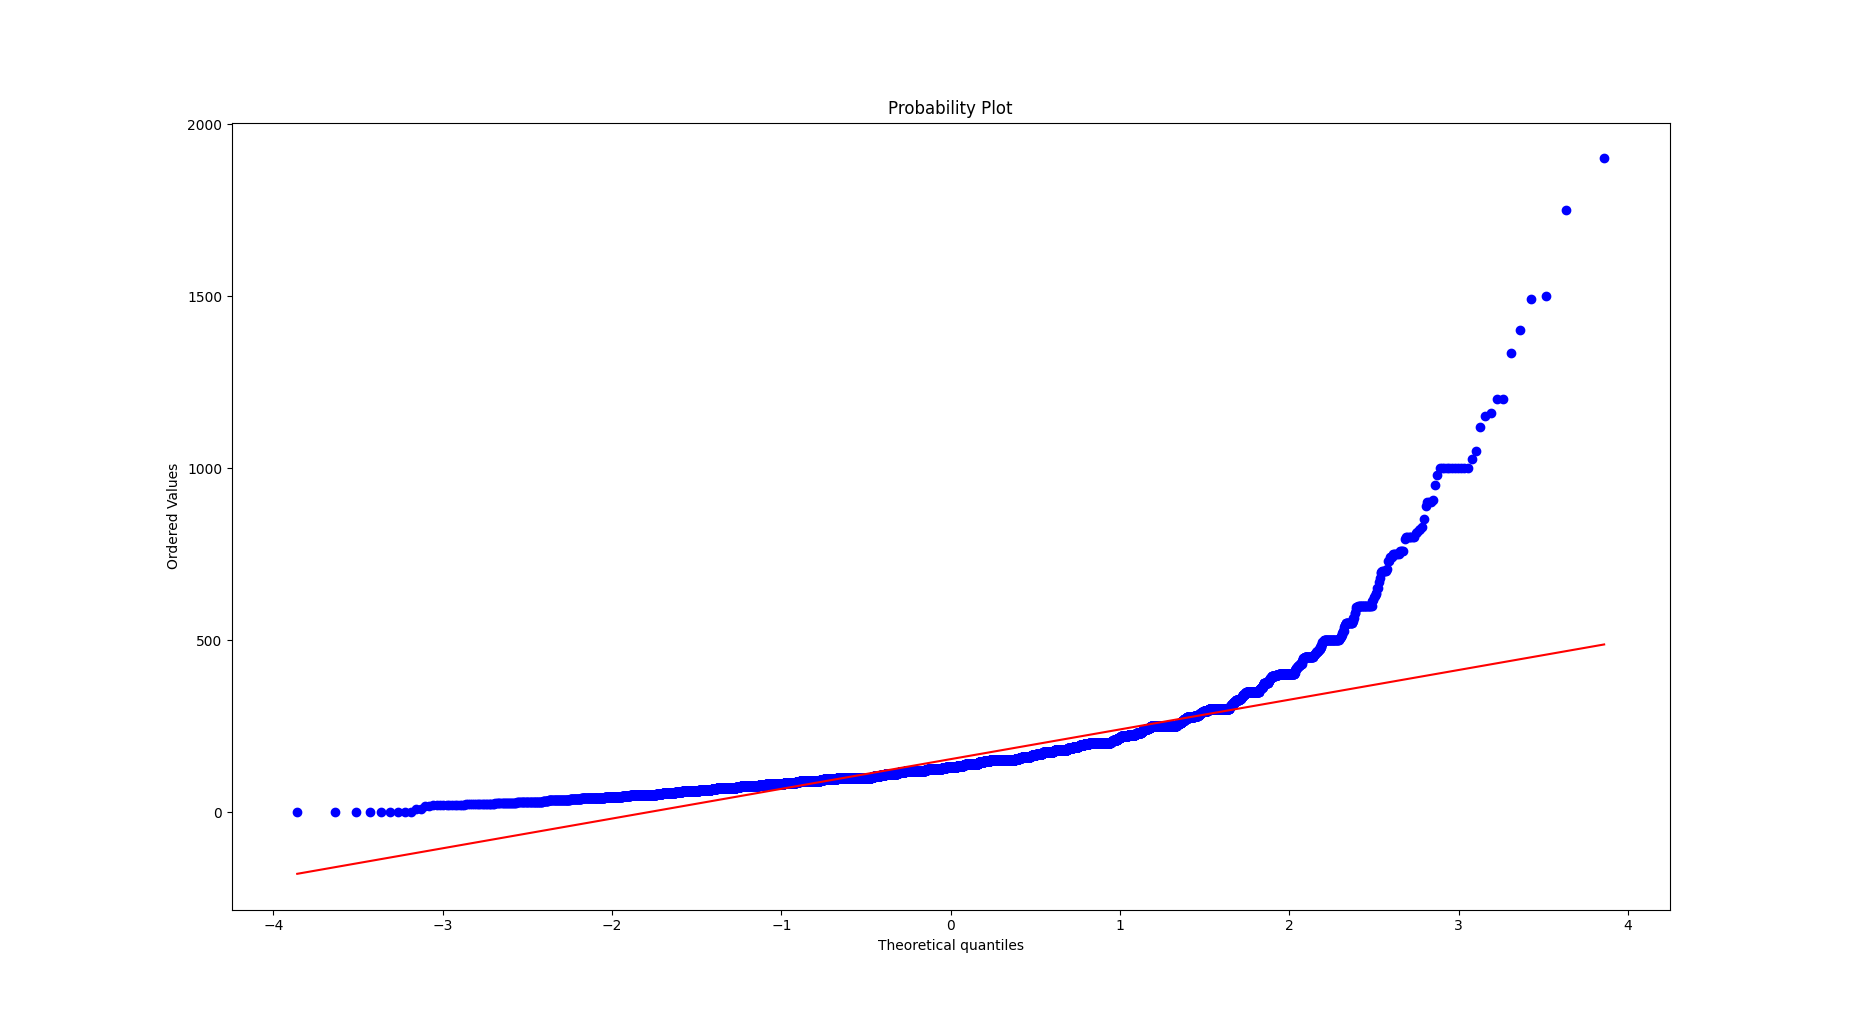 Probability Plot
2000
1500
1000
500
0
Ordered Values
−4 −3 −2 −1 0 1 2 3 4
Theoretical quantiles